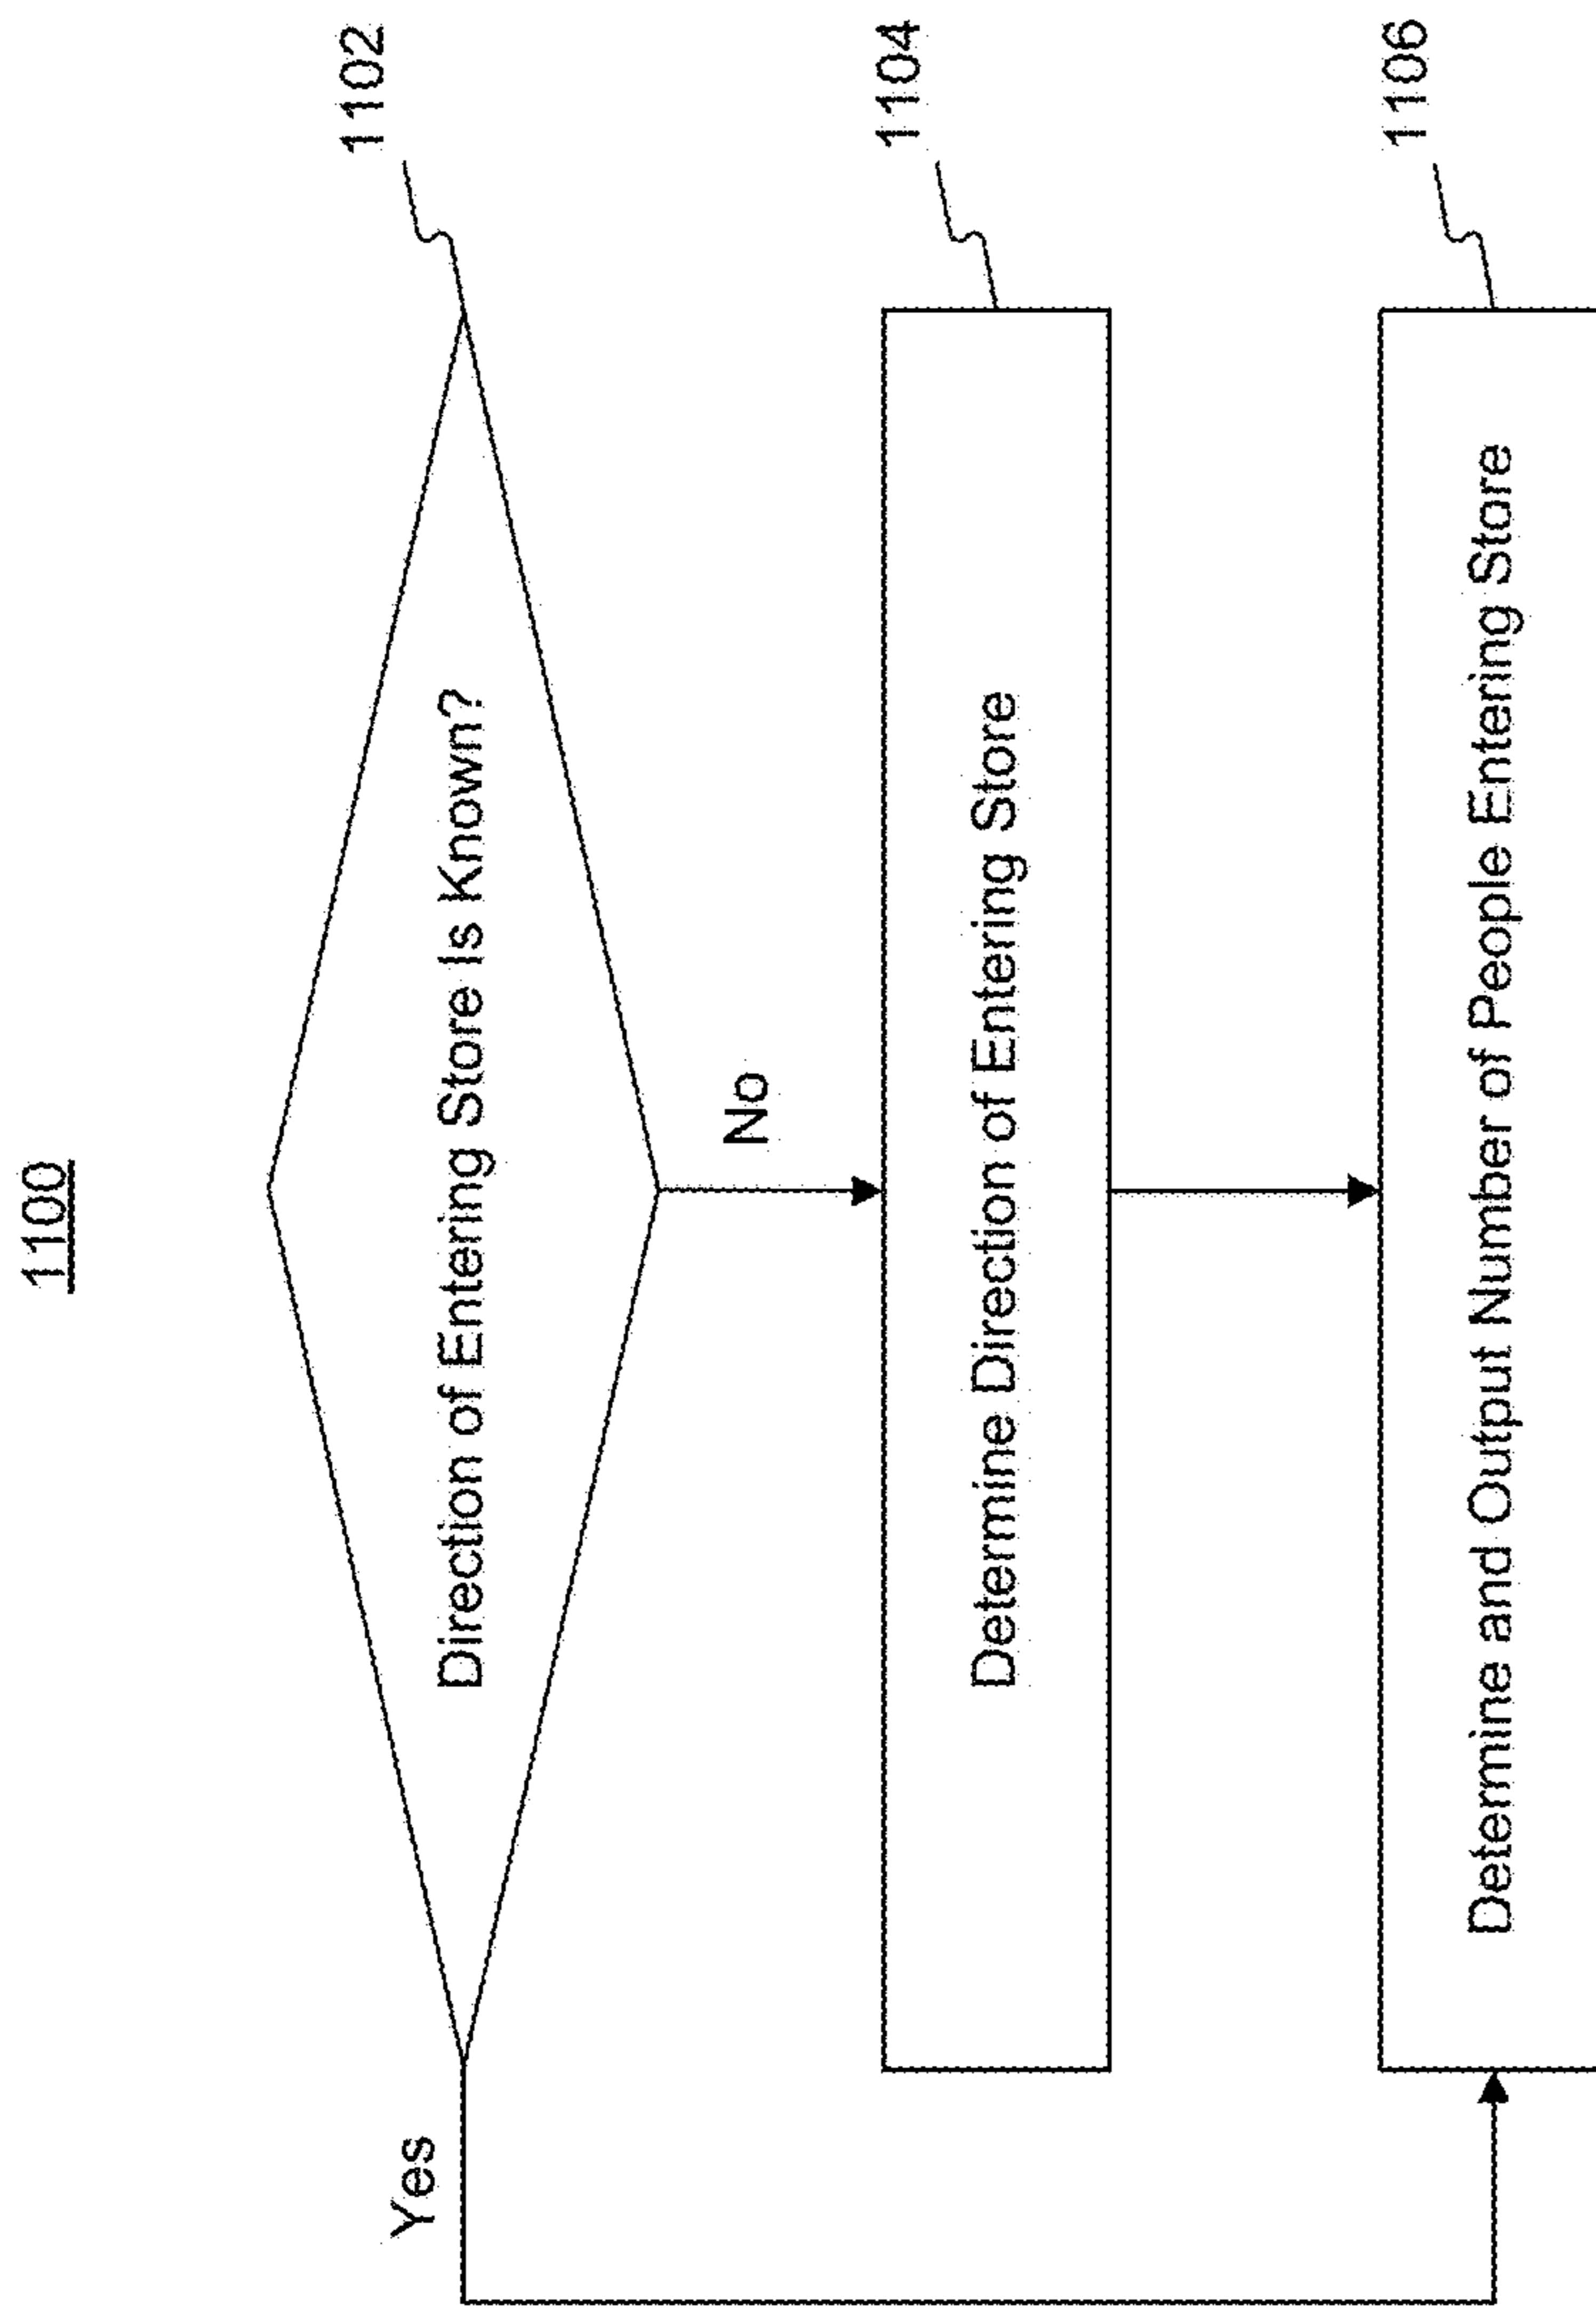 1100
1102
Direction of Entering Store Is Known?
Yes
No
1104
Determine Direction of Entering Store
1106
Determine and Output Number of People Entering Store